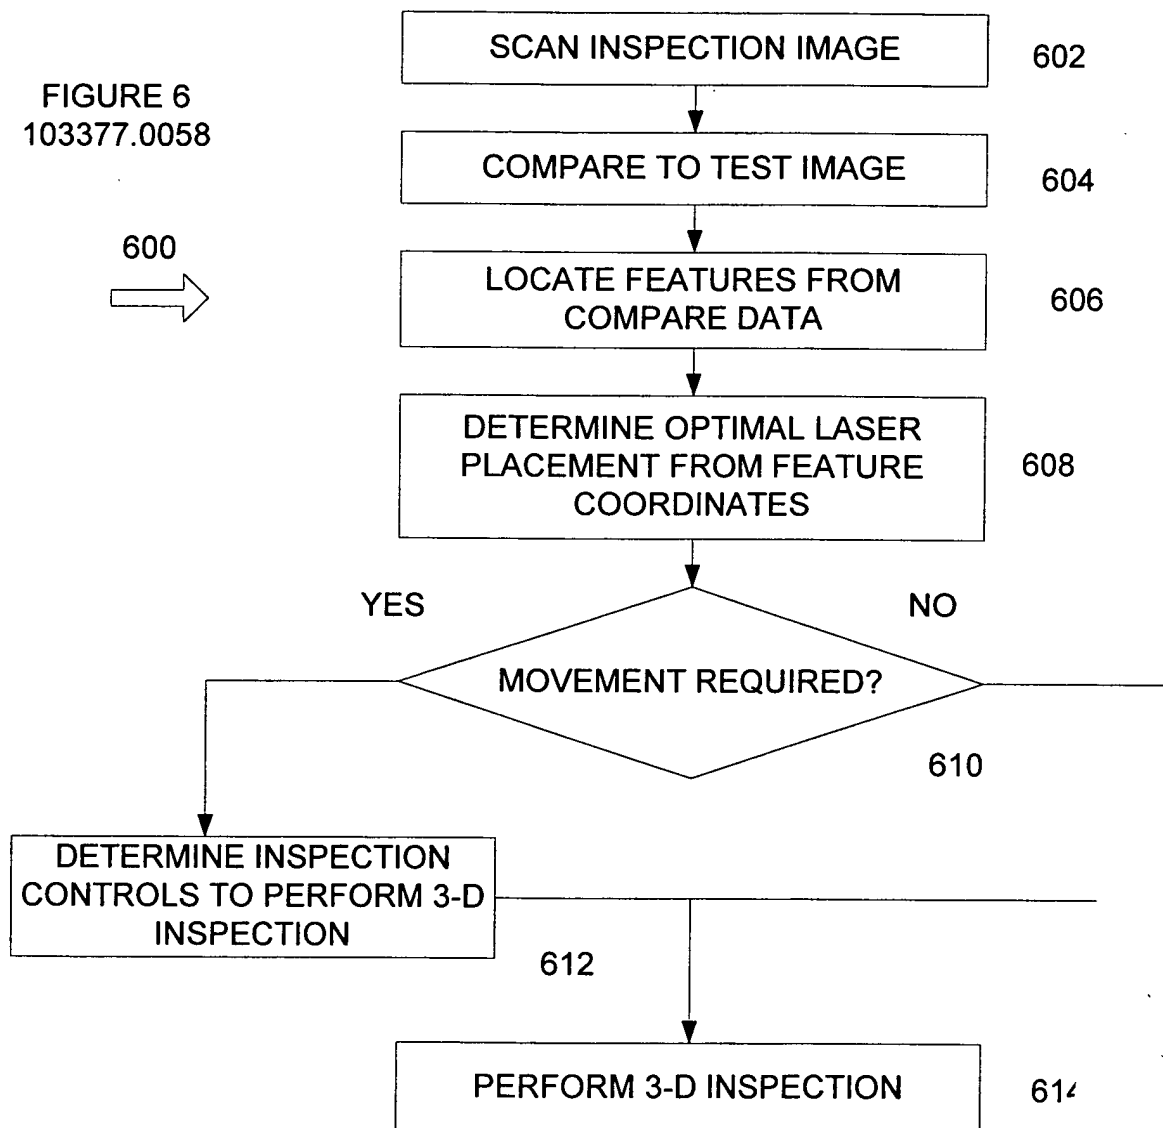 SCAN INSPECTION IMAGE
602
FIGURE 6
103377.0058
COMPARE TO TEST IMAGE
604
600
LOCATE FEATURES FROM
COMPARE DATA
606
DETERMINE OPTIMAL LASER
PLACEMENT FROM FEATURE
COORDINATES
608
YES
NO
MOVEMENT REQUIRED?
610
DETERMINE INSPECTION
CONTROLS TO PERFORM 3-D
INSPECTION
612
PERFORM 3-D INSPECTION
614